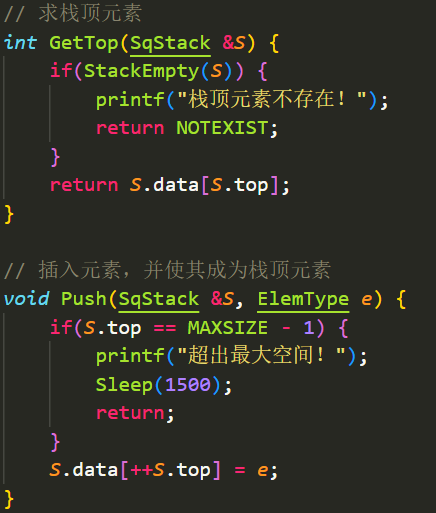 // 求栈顶元素
int GetTop(SqStack &S) {
    if(StackEmpty(S)) {
        printf("栈顶元素不存在！");
        return NOTEXIST;
    }
    return S.data[S.top];
}

// 插入元素，并使其成为栈顶元素
void Push(SqStack &S, ElemType e) {
    if(S.top == MAXSIZE - 1) {
        printf("超出最大空间！");
        Sleep(1500);
        return;
    }
    S.data[++S.top] = e;
}